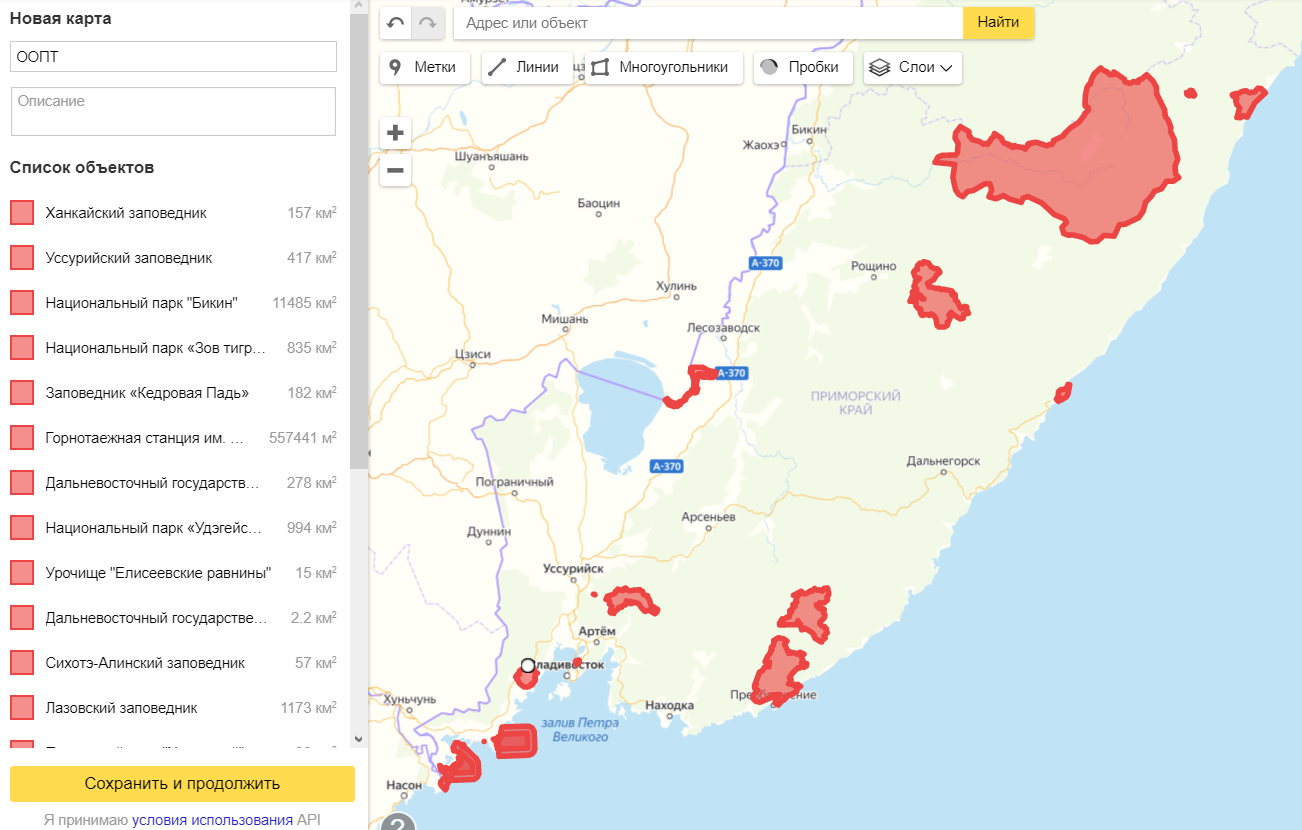 Новая карта
ООПТ
Описание
Список объектов
Ханкайский заповедник 157 км²
Уссурийский заповедник 417 км²
Национальный парк "Бикин" 11485 км²
Национальный парк «Зов тигр... 835 км²
Заповедник «Кедровая Падь» 182 км²
Горнотаежная станция им. ... 557441 м²
Дальневосточный государств... 278 км²
Национальный парк «Удэгейс... 994 км²
Урочище "Елисеевские равнины" 15 км²
Дальневосточный государстве... 2.2 км²
Сихотэ-Алинский заповедник 57 км²
Лазовский заповедник 1173 км²
Сохранить и продолжить
Я принимаю условия использования API
Адрес или объект
Найти
Метки
Линии
Многоугольники
Пробки
Слои
Бикин
Жаохэ
Шуанъяшань
Баоцин
А-370
Рощино
Хулинь
Мишань
Лесозаводск
Цзиси
А-370
ПРИМОРСКИЙ
КРАЙ
А-370
Дальнегорск
Пограничный
Арсеньев
Дуннин
Уссурийск
Артём
Владивосток
Хуньчунь
Находка
Преображение
залив Петра
Великого
Насон
?